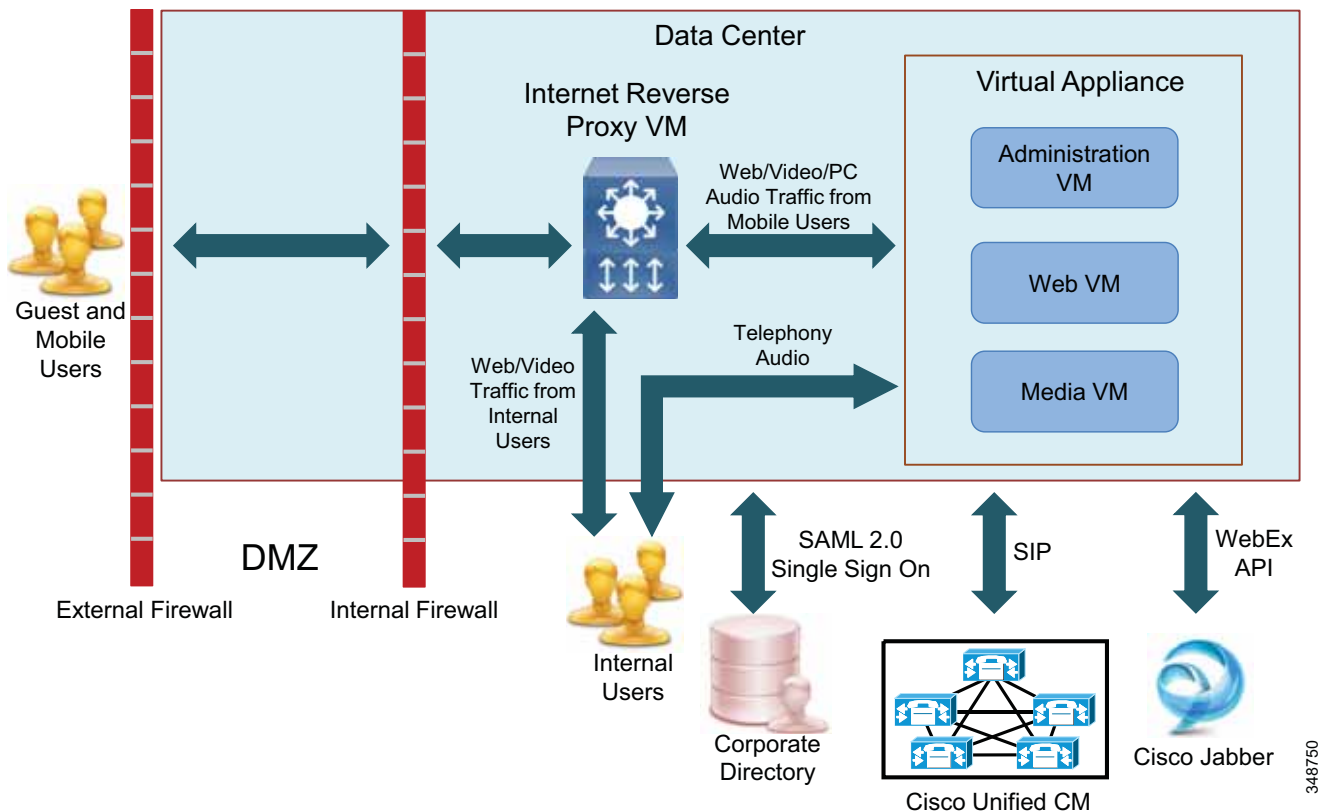 Data Center
Internet Reverse
Proxy VM
Virtual Appliance
Administration
VM
Web VM
Media VM
Web/Video/PC
Audio Traffic from
Mobile Users
Guest and
Mobile
Users
Web/Video
Traffic from
Internal
Users
Telephony
Audio
DMZ
External Firewall
Internal Firewall
Internal
Users
SAML 2.0
Single Sign On
SIP
WebEx
API
Corporate
Directory
Cisco Unified CM
Cisco Jabber
348750